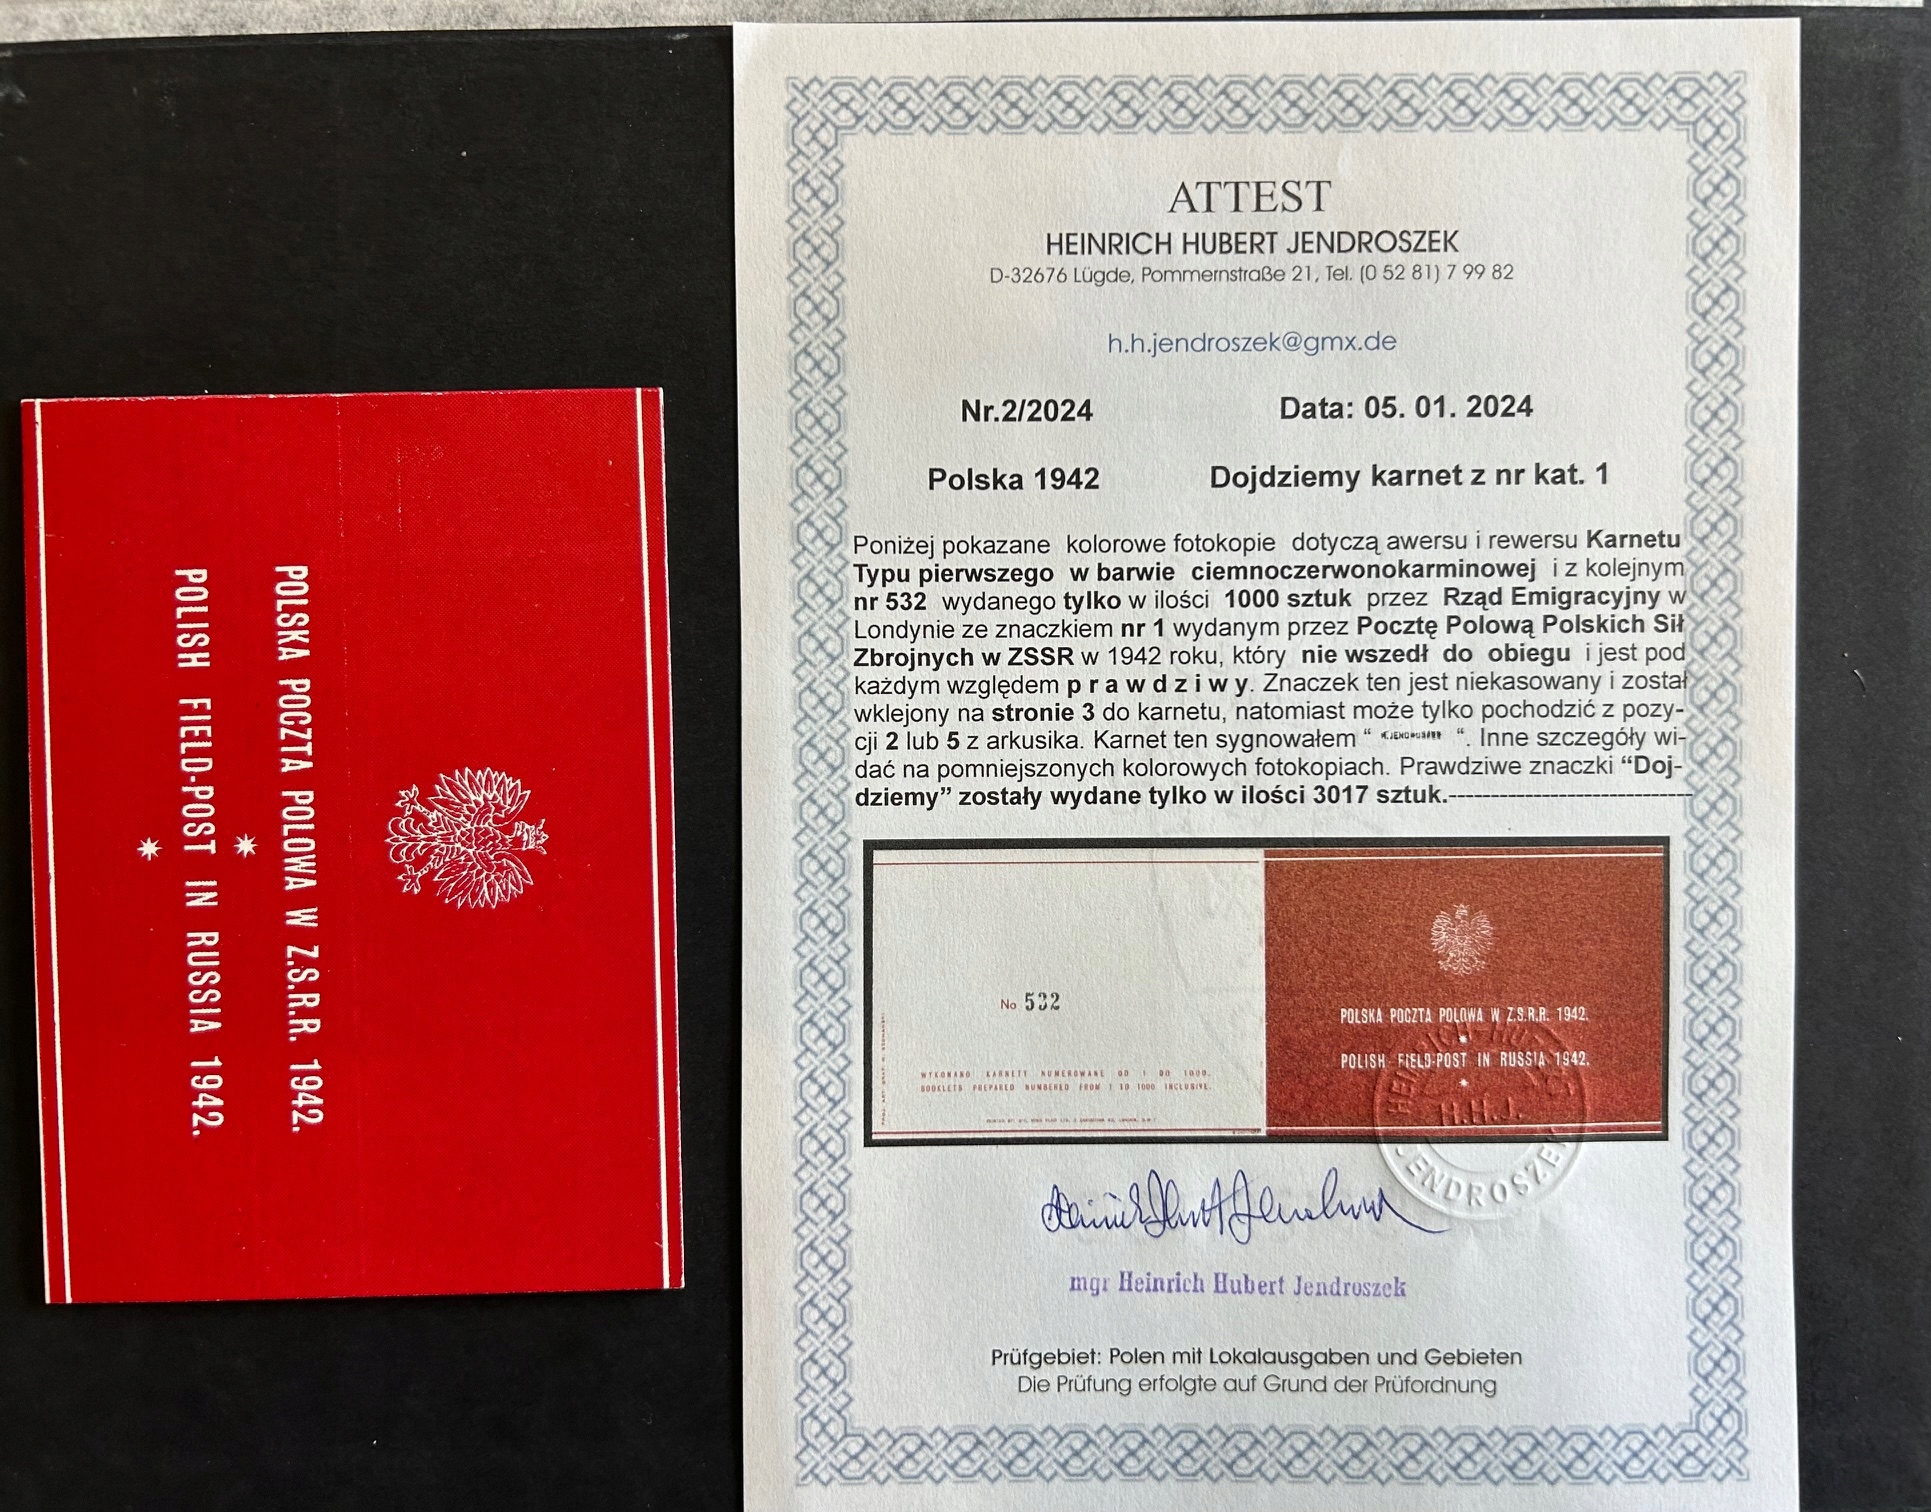 POLSKA POCZTA POLOWA W Z.S.R.R. 1942.
POLISH FIELD-POST IN RUSSIA 1942.
ATTEST
HEINRICH HUBERT JENDROSZEK
D-32676 Lügde, Pommernstraße 21, Tel. (0 52 81) 7 99 82
h.h.jendroszek@gmx.de
Nr.2/2024 Data: 05. 01. 2024
Polska 1942 Dojdziemy karnet z nr kat. 1
Poniżej pokazane kolorowe fotokopie dotyczą awersu i rewersu Karnetu
Typu pierwszego w barwie ciemnoczerwonokarminowej i z kolejnym
nr 532 wydanego tylko w ilości 1000 sztuk przez Rząd Emigracyjny w
Londynie ze znaczkiem nr 1 wydanym przez Pocztę Polową Polskich Sił
Zbrojnych w ZSSR w 1942 roku, który nie wszedł do obiegu i jest pod
każdym względem p r a w d z i w y. Znaczek ten jest niekasowany i został
wklejony na stronie 3 do karnetu, natomiast może tylko pochodzić z pozy-
cji 2 lub 5 z arkusika. Karnet ten sygnowałem “ “. Inne szczegóły wi-
dać na pomniejszonych kolorowych fotokopiach. Prawdziwe znaczki “Doj-
dziemy” zostały wydane tylko w ilości 3017 sztuk.------------------------------
No 532
WYKONANO KARNETY NUMEROWANE OD 1 DO 1000.
BOOKLETS PREPARED NUMBERED FROM 1 TO 1000 INCLUSIVE.
POLSKA POCZTA POLOWA W Z.S.R.R. 1942.
POLISH FIELD-POST IN RUSSIA 1942.
H.H.J.
JENDROSZEK
mgr Heinrich Hubert Jendroszek
Prüfgebiet: Polen mit Lokalausgaben und Gebieten
Die Prüfung erfolgte auf Grund der Prüfordnung